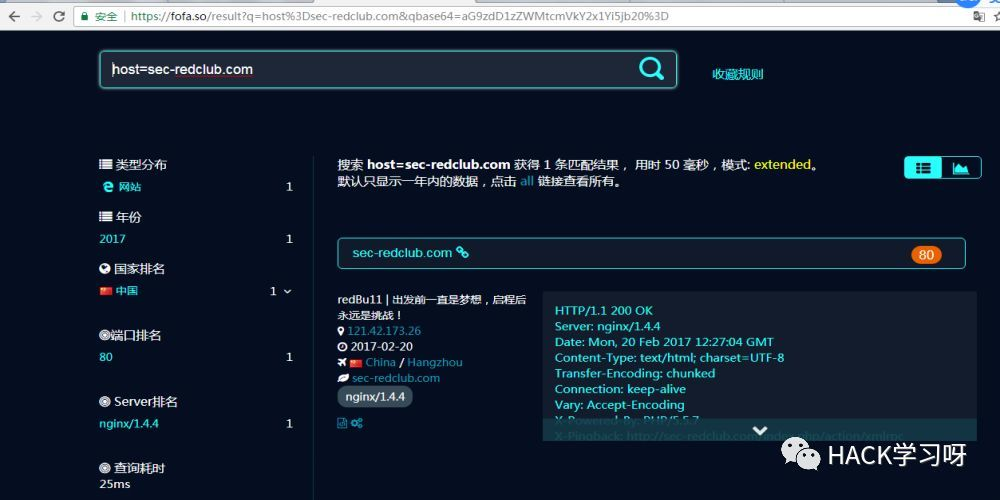 安全 https://fofa.so/result?q=host%3Dsec-redclub.com&qbase64=aG9zdD1zZWMtcmVkY2x1Yi5jb20%3D
host=sec-redclub.com
收藏规则
类型分布
网站 1
年份
2017 1
国家排名
中国 1
端口排名
80 1
Server排名
nginx/1.4.4 1
查询耗时
25ms
搜索 host=sec-redclub.com 获得 1 条匹配结果， 用时 50 毫秒，模式: extended。
默认只显示一年内的数据，点击 all 链接查看所有。
sec-redclub.com 80
redBu11 | 出发前一直是梦想，启程后
永远是挑战！
121.42.173.26
2017-02-20
China / Hangzhou
sec-redclub.com
nginx/1.4.4
HTTP/1.1 200 OK
Server: nginx/1.4.4
Date: Mon, 20 Feb 2017 12:27:04 GMT
Content-Type: text/html; charset=UTF-8
Transfer-Encoding: chunked
Connection: keep-alive
Vary: Accept-Encoding
X-Powered-By: PHP/5.5.7
X-Pingback: http://sec-redclub.com/index.php/action/xmlrpc
HACK学习呀